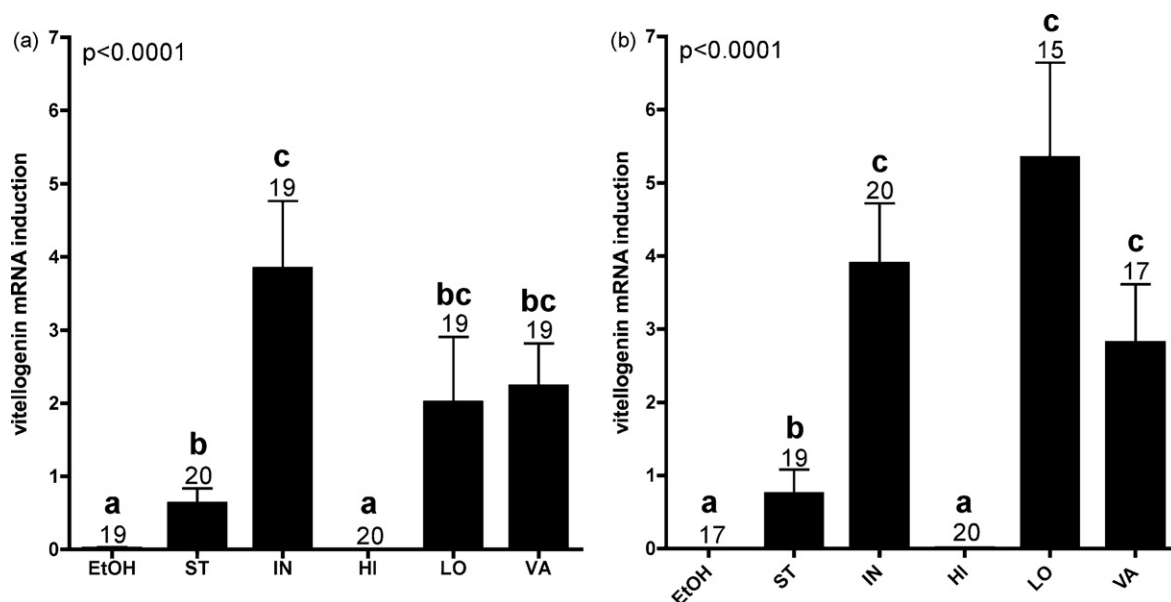 (a)
7
6
5
4
3
2
1
0
vitellogenin mRNA induction
p<0.0001
a
19
b
20
c
19
a
20
bc
19
bc
19
EtOH ST IN HI LO VA
(b)
7
6
5
4
3
2
1
0
vitellogenin mRNA induction
p<0.0001
a
17
b
19
c
20
a
20
c
15
c
17
EtOH ST IN HI LO VA